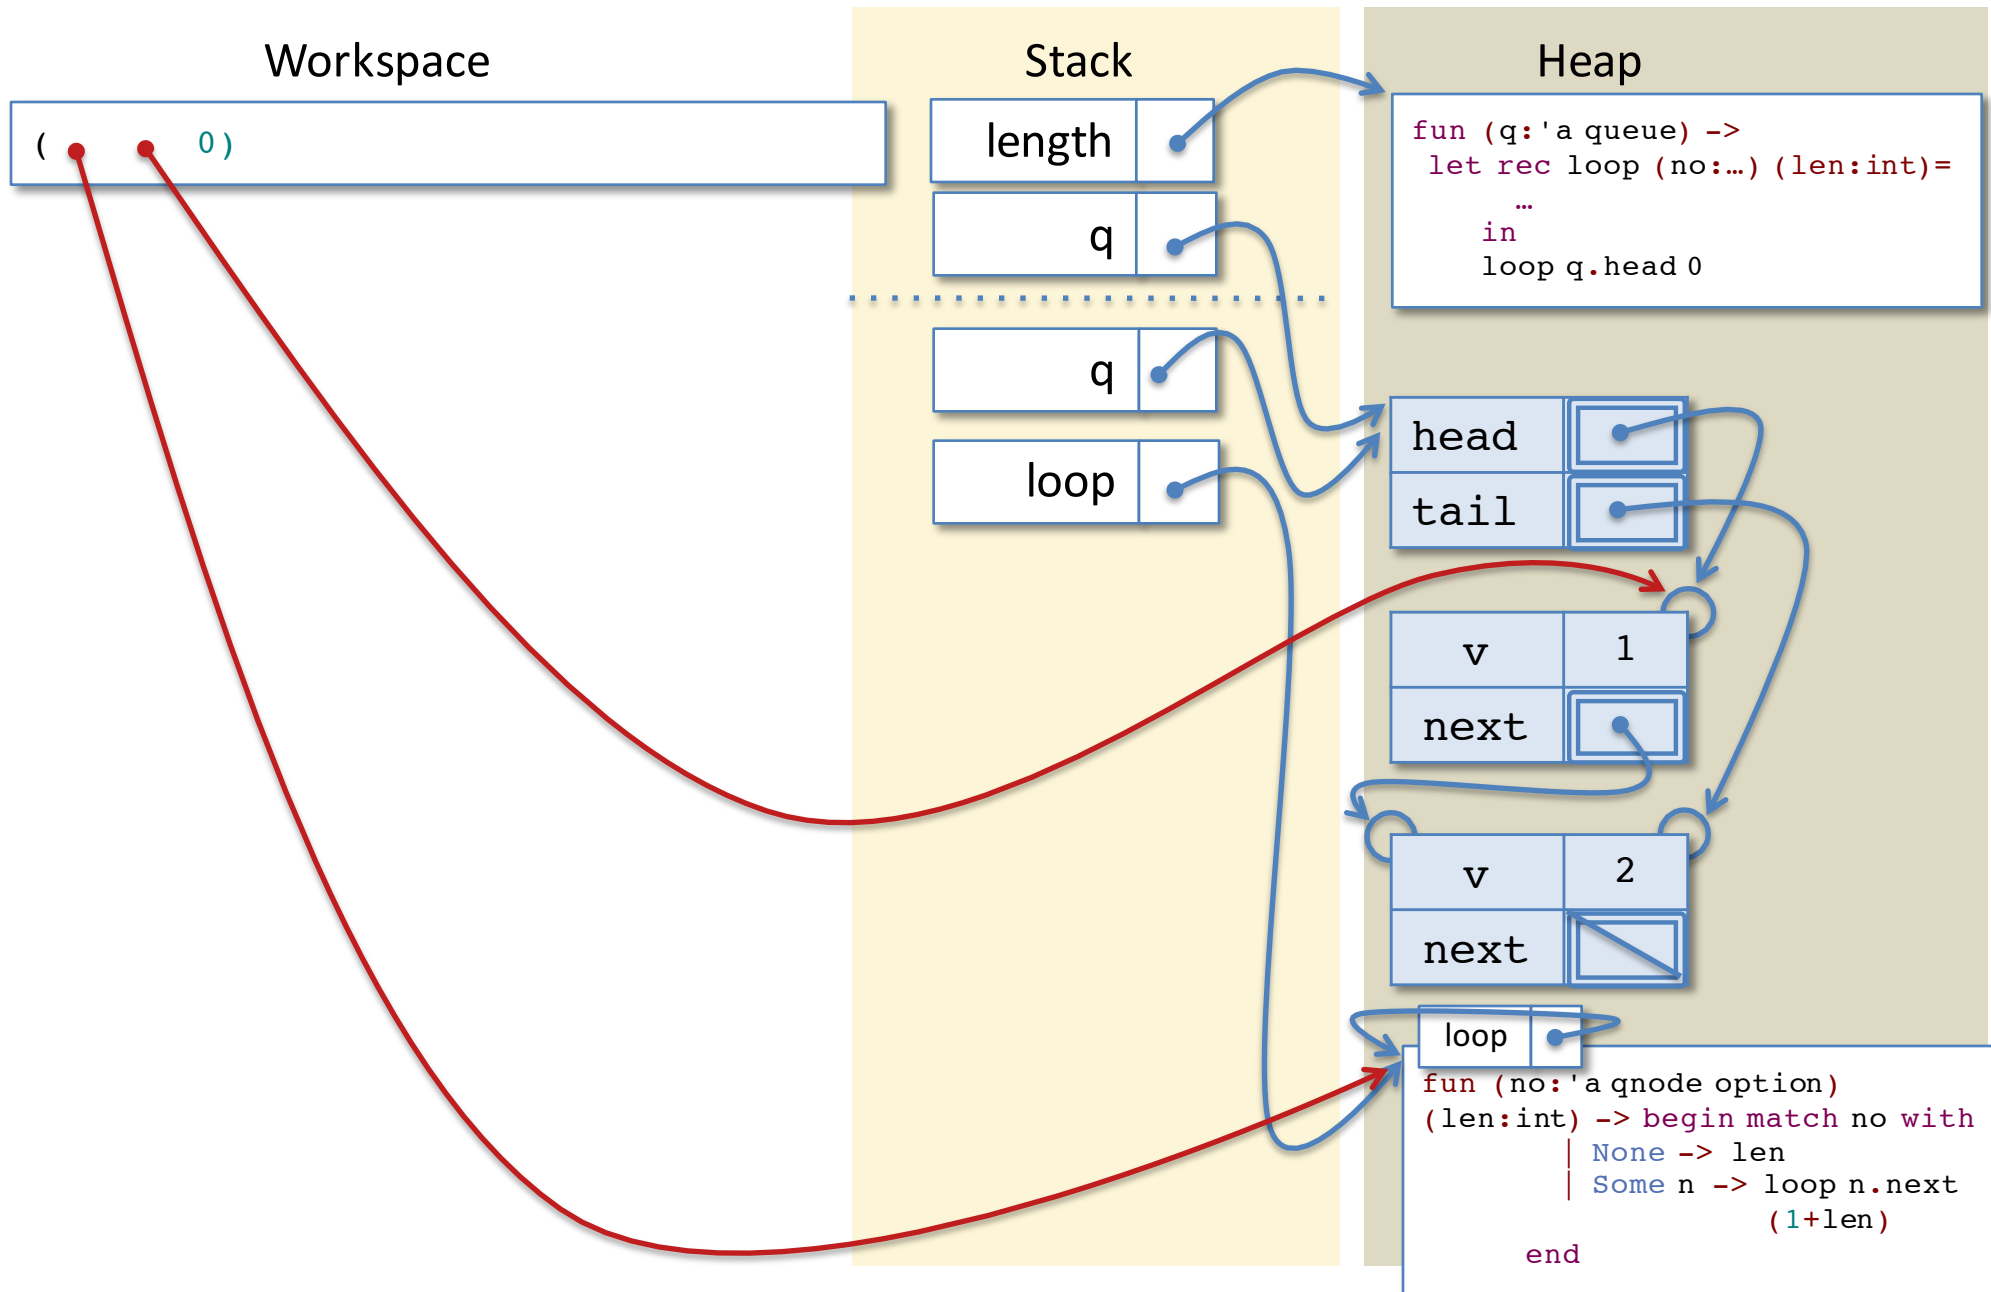 Workspace
Stack
Heap
( 0)
length
q
q
loop
fun (q:'a queue) ->
let rec loop (no:…) (len:int)=
…
in
loop q.head 0
head
tail
v 1
next
v 2
next
loop
fun (no:'a qnode option)
(len:int) -> begin match no with
| None -> len
| Some n -> loop n.next
(1+len)
end